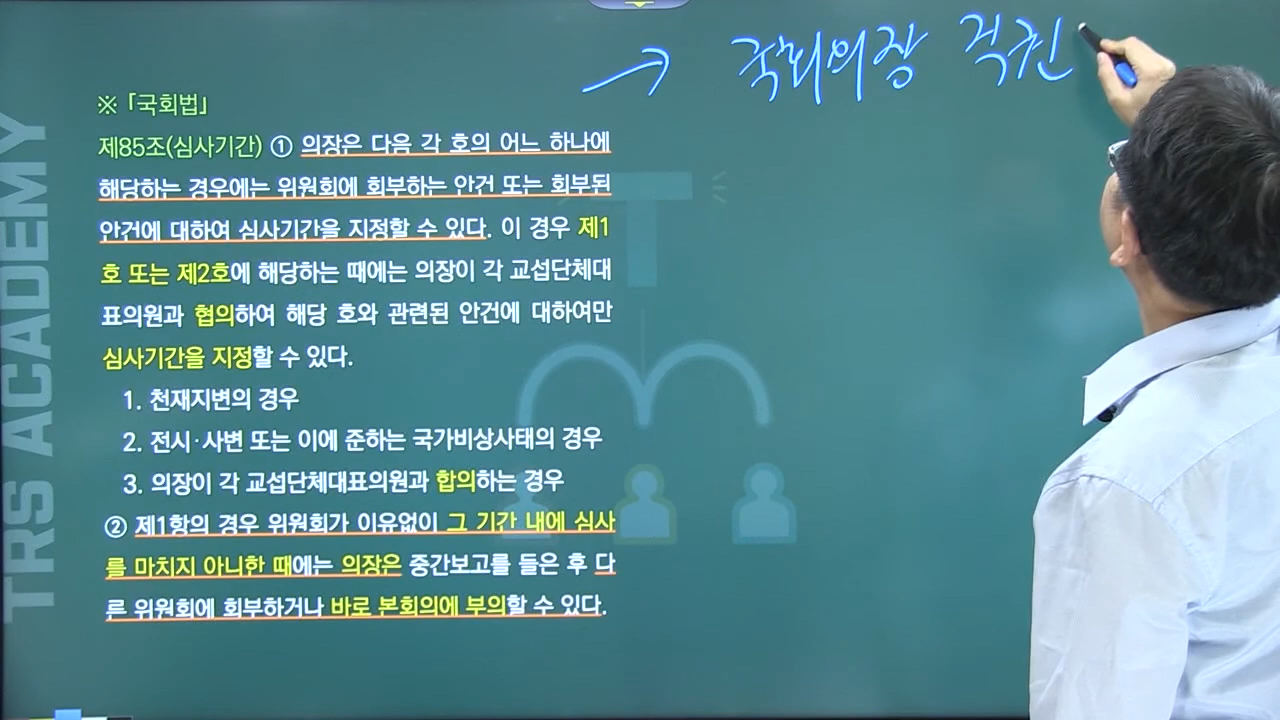 → 국회의장 직권
※ 「국회법」
제85조(심사기간) ① 의장은 다음 각 호의 어느 하나에
해당하는 경우에는 위원회에 회부하는 안건 또는 회부된
안건에 대하여 심사기간을 지정할 수 있다. 이 경우 제1
호 또는 제2호에 해당하는 때에는 의장이 각 교섭단체대
표의원과 협의하여 해당 호와 관련된 안건에 대하여만
심사기간을 지정할 수 있다.
1. 천재지변의 경우
2. 전시·사변 또는 이에 준하는 국가비상사태의 경우
3. 의장이 각 교섭단체대표의원과 합의하는 경우
② 제1항의 경우 위원회가 이유없이 그 기간 내에 심사
를 마치지 아니한 때에는 의장은 중간보고를 들은 후 다
른 위원회에 회부하거나 바로 본회의에 부의할 수 있다.
TRS ACADEMY